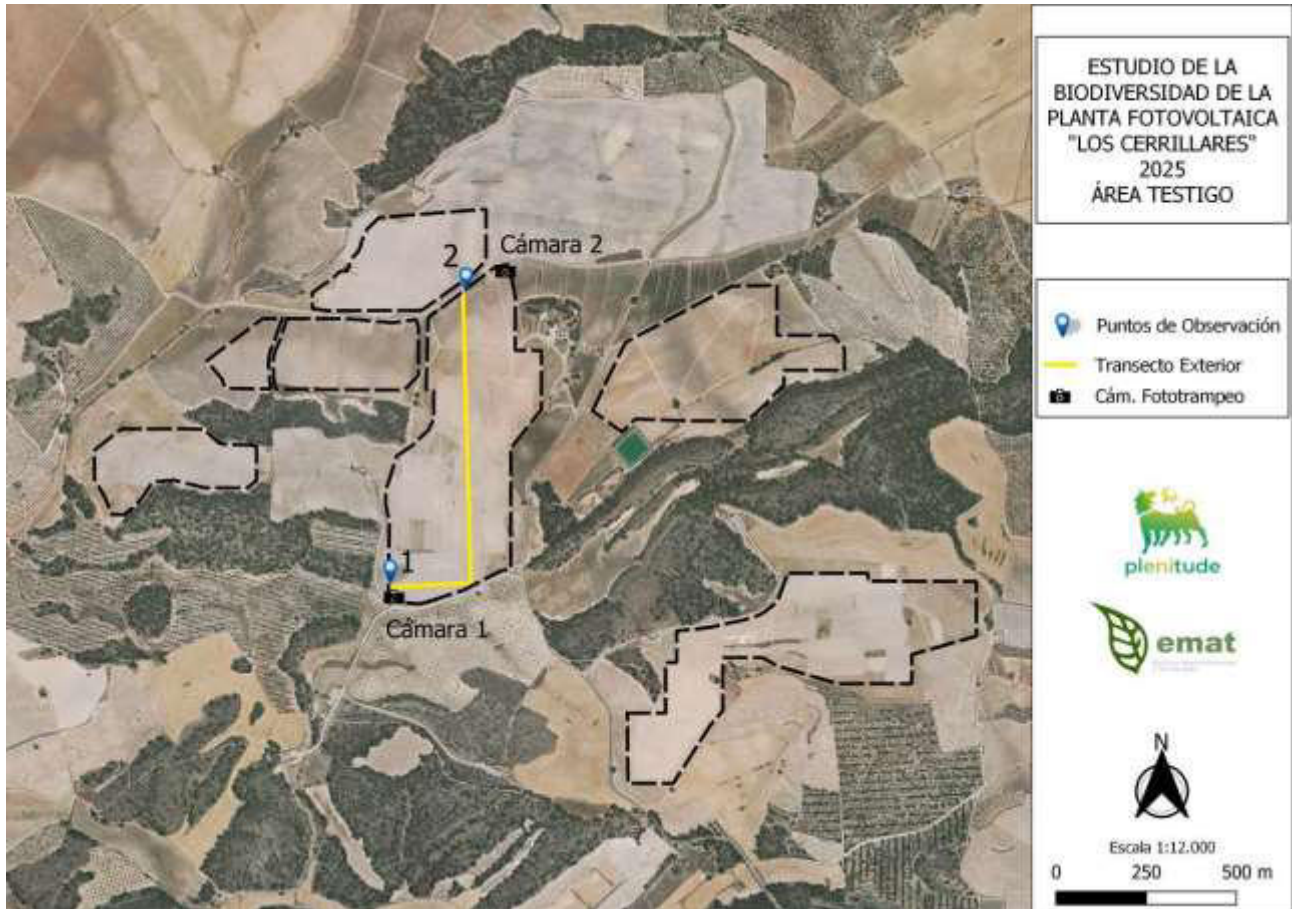 ESTUDIO DE LA
BIODIVERSIDAD DE LA
PLANTA FOTOVOLTAICA
"LOS CERRILLARES"
2025
ÁREA TESTIGO
Cámara 2
2
1
Cámara 1
Puntos de Observación
Transecto Exterior
Cám. Fototrampeo
plenitude
emat
N
Escala 1:12.000
0 250 500 m